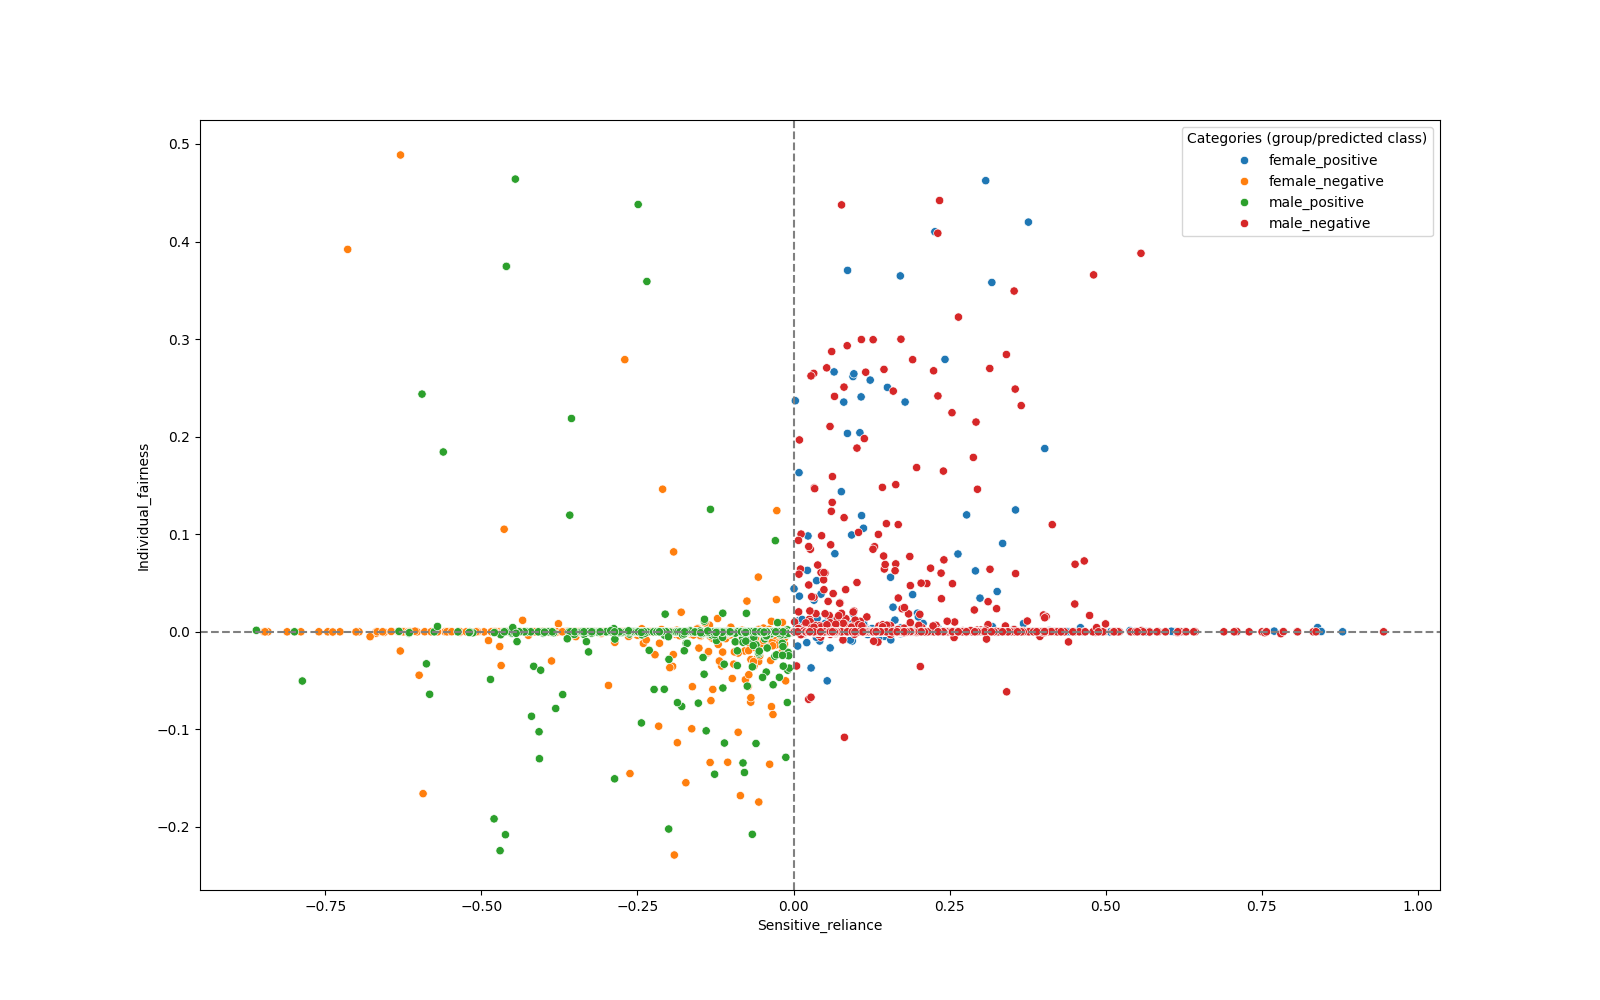 Categories (group/predicted class)
female_positive
female_negative
male_positive
male_negative
0.5
0.4
0.3
0.2
0.1
0.0
−0.1
−0.2
Individual_fairness
−0.75
−0.50
−0.25
0.00
0.25
0.50
0.75
1.00
Sensitive_reliance